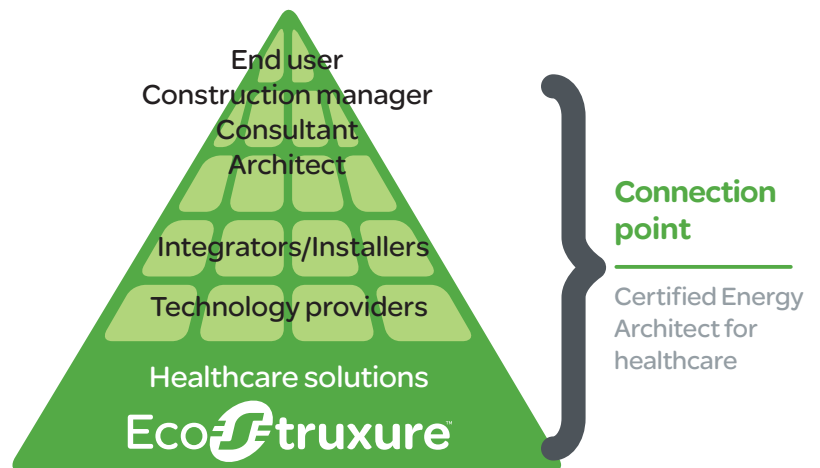 End user
Construction manager
Consultant
Architect
Integrators/Installers
Technology providers
Healthcare solutions
EcoStruxure™
Connection
point
Certified Energy
Architect for
healthcare